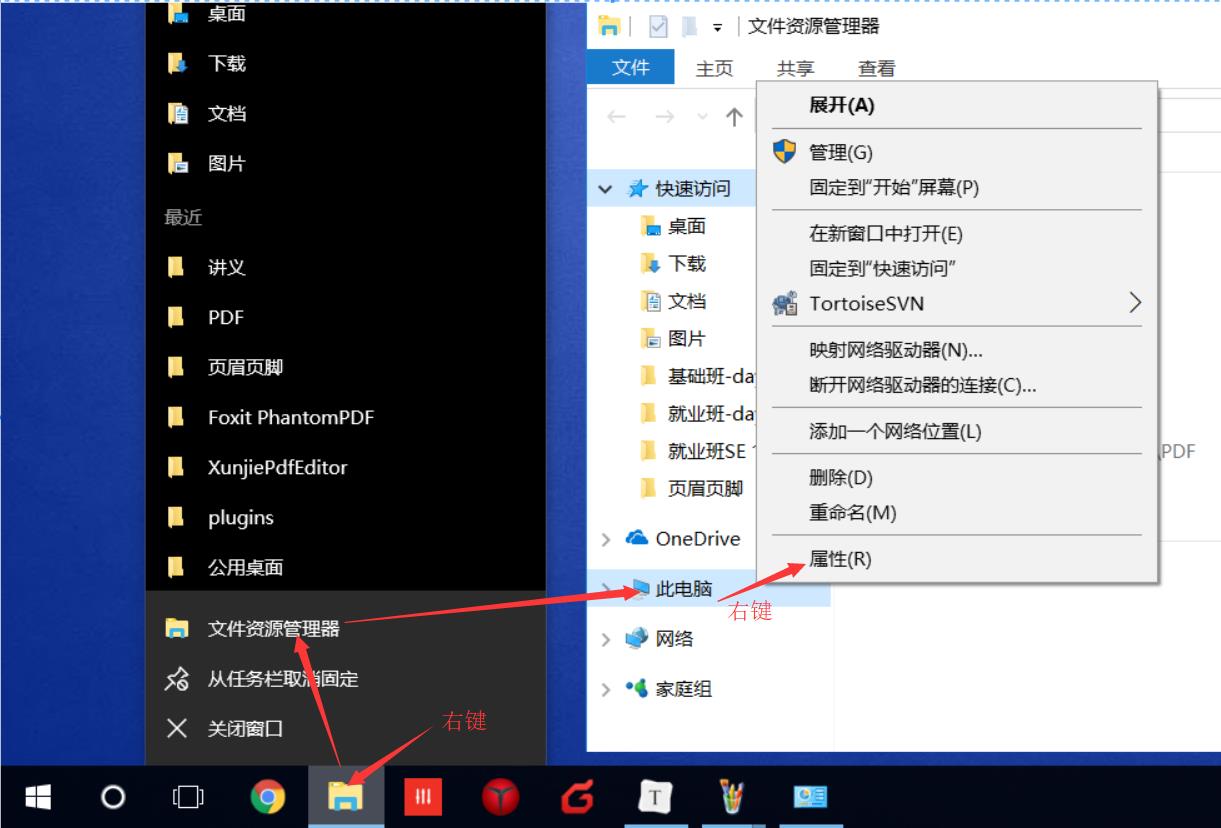 桌面
下载
文档
图片
最近
讲义
PDF
页眉页脚
Foxit PhantomPDF
XunjiePdfEditor
plugins
公用桌面
文件资源管理器
从任务栏取消固定
关闭窗口
右键
文件资源管理器
文件
主页
共享
查看
快速访问
桌面
下载
文档
图片
基础班-day
就业班-day
就业班SE 1
页眉页脚
OneDrive
此电脑
网络
家庭组
展开(A)
管理(G)
固定到“开始”屏幕(P)
在新窗口中打开(E)
固定到“快速访问”
TortoiseSVN
映射网络驱动器(N)...
断开网络驱动器的连接(C)...
添加一个网络位置(L)
删除(D)
重命名(M)
属性(R)
右键
\PDF
T